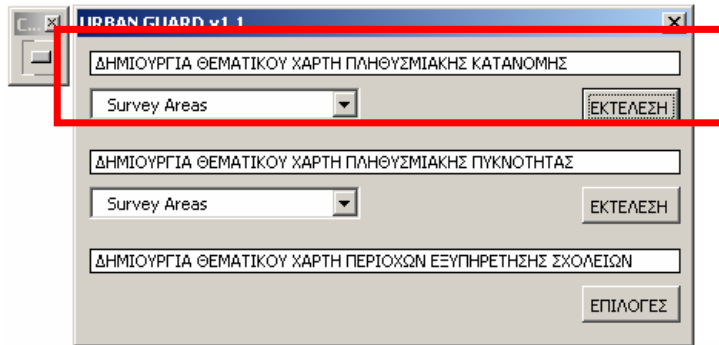 C...
URBAN GUARD v1.1
ΔΗΜΙΟΥΡΓΙΑ ΘΕΜΑΤΙΚΟΥ ΧΑΡΤΗ ΠΛΗΘΥΣΜΙΑΚΗΣ ΚΑΤΑΝΟΜΗΣ
Survey Areas
ΕΚΤΕΛΕΣΗ
ΔΗΜΙΟΥΡΓΙΑ ΘΕΜΑΤΙΚΟΥ ΧΑΡΤΗ ΠΛΗΘΥΣΜΙΑΚΗΣ ΠΥΚΝΟΤΗΤΑΣ
Survey Areas
ΕΚΤΕΛΕΣΗ
ΔΗΜΙΟΥΡΓΙΑ ΘΕΜΑΤΙΚΟΥ ΧΑΡΤΗ ΠΕΡΙΟΧΩΝ ΕΞΥΠΗΡΕΤΗΣΗΣ ΣΧΟΛΕΙΩΝ
ΕΠΙΛΟΓΕΣ